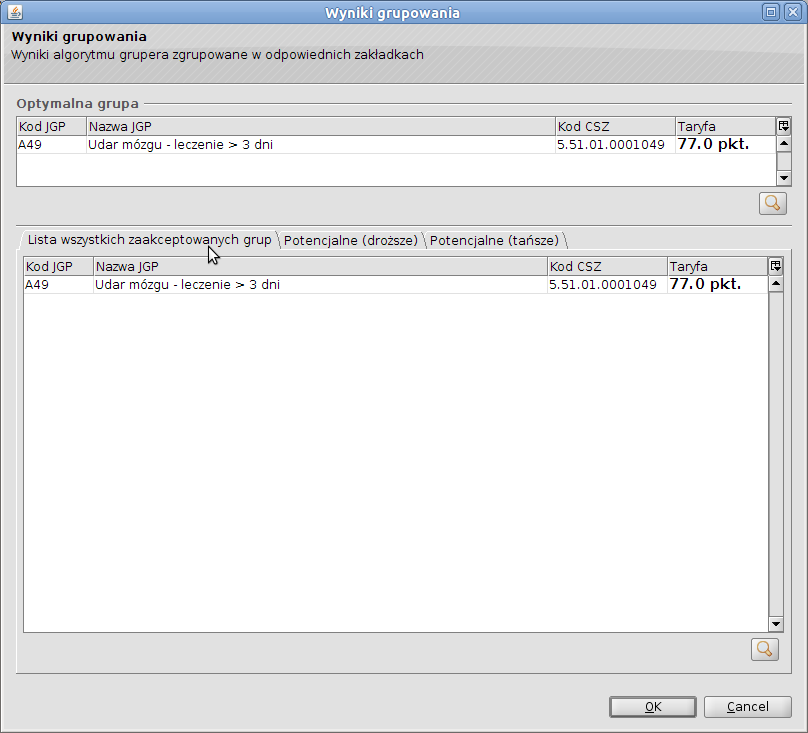 Wyniki grupowania
Wyniki grupowania
Wyniki algorytmu grupera zgrupowane w odpowiednich zakładkach
Optymalna grupa
Kod JGP Nazwa JGP Kod CSZ Taryfa
A49 Udar mózgu - leczenie > 3 dni 5.51.01.0001049 77.0 pkt.
Lista wszystkich zaakceptowanych grup Potencjalne (droższe) Potencjalne (tańsze)
Kod JGP Nazwa JGP Kod CSZ Taryfa
A49 Udar mózgu - leczenie > 3 dni 5.51.01.0001049 77.0 pkt.
OK Cancel